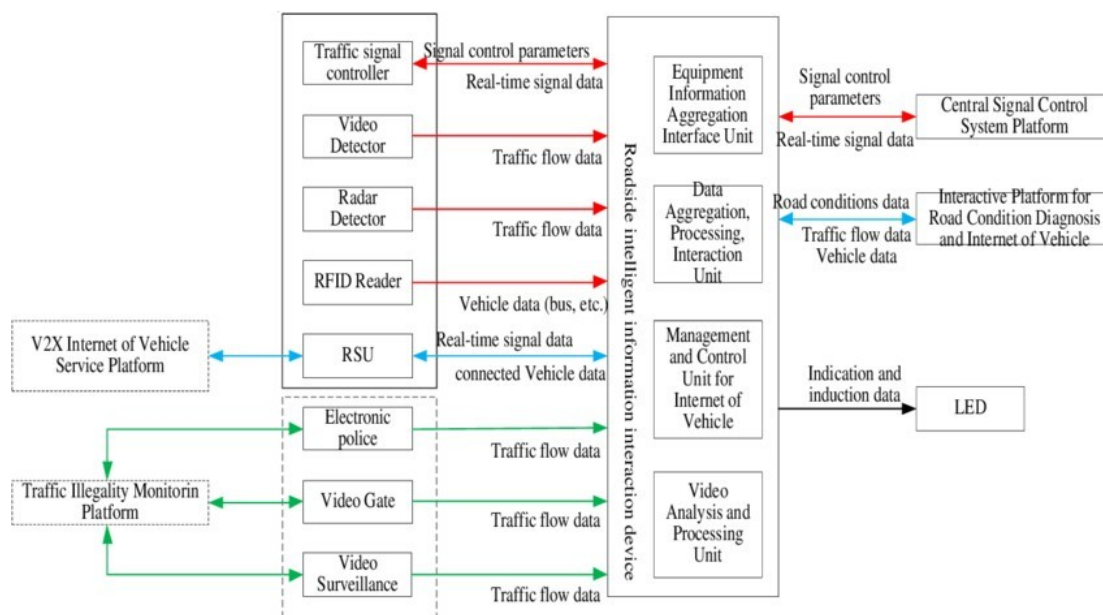 Traffic signal
controller
Video
Detector
Radar
Detector
RFID Reader
RSU
Electronic
police
Video Gate
Video
Surveillance
V2X Internet of Vehicle
Service Platform
Traffic Illegality Monitorin
Platform
Signal control parameters
Real-time signal data
Traffic flow data
Traffic flow data
Vehicle data (bus, etc.)
Real-time signal data
connected Vehicle data
Traffic flow data
Traffic flow data
Traffic flow data
Roadside intelligent information interaction device
Equipment
Information
Aggregation
Interface Unit
Data
Aggregation,
Processing,
Interaction
Unit
Management
and Control
Unit for
Internet of
Vehicle
Video
Analysis and
Processing
Unit
Signal control
parameters
Real-time signal data
Road conditions data
Traffic flow data
Vehicle data
Indication and
induction data
Central Signal Control
System Platform
Interactive Platform for
Road Condition Diagnosis
and Internet of Vehicle
LED